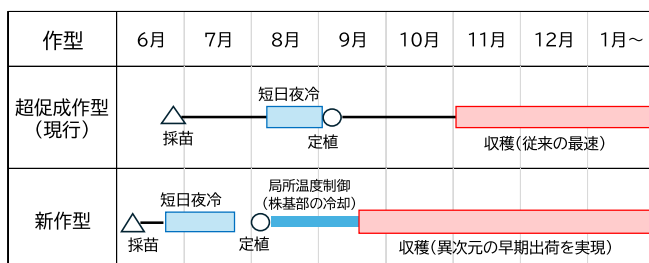 作型 6月 7月 8月 9月 10月 11月 12月 1月～
超促成作型
（現行）
短日夜冷
採苗
定植
収穫（従来の最速）
新作型
短日夜冷
局所温度制御
（株基部の冷却）
採苗
定植
収穫（異次元の早期出荷を実現）